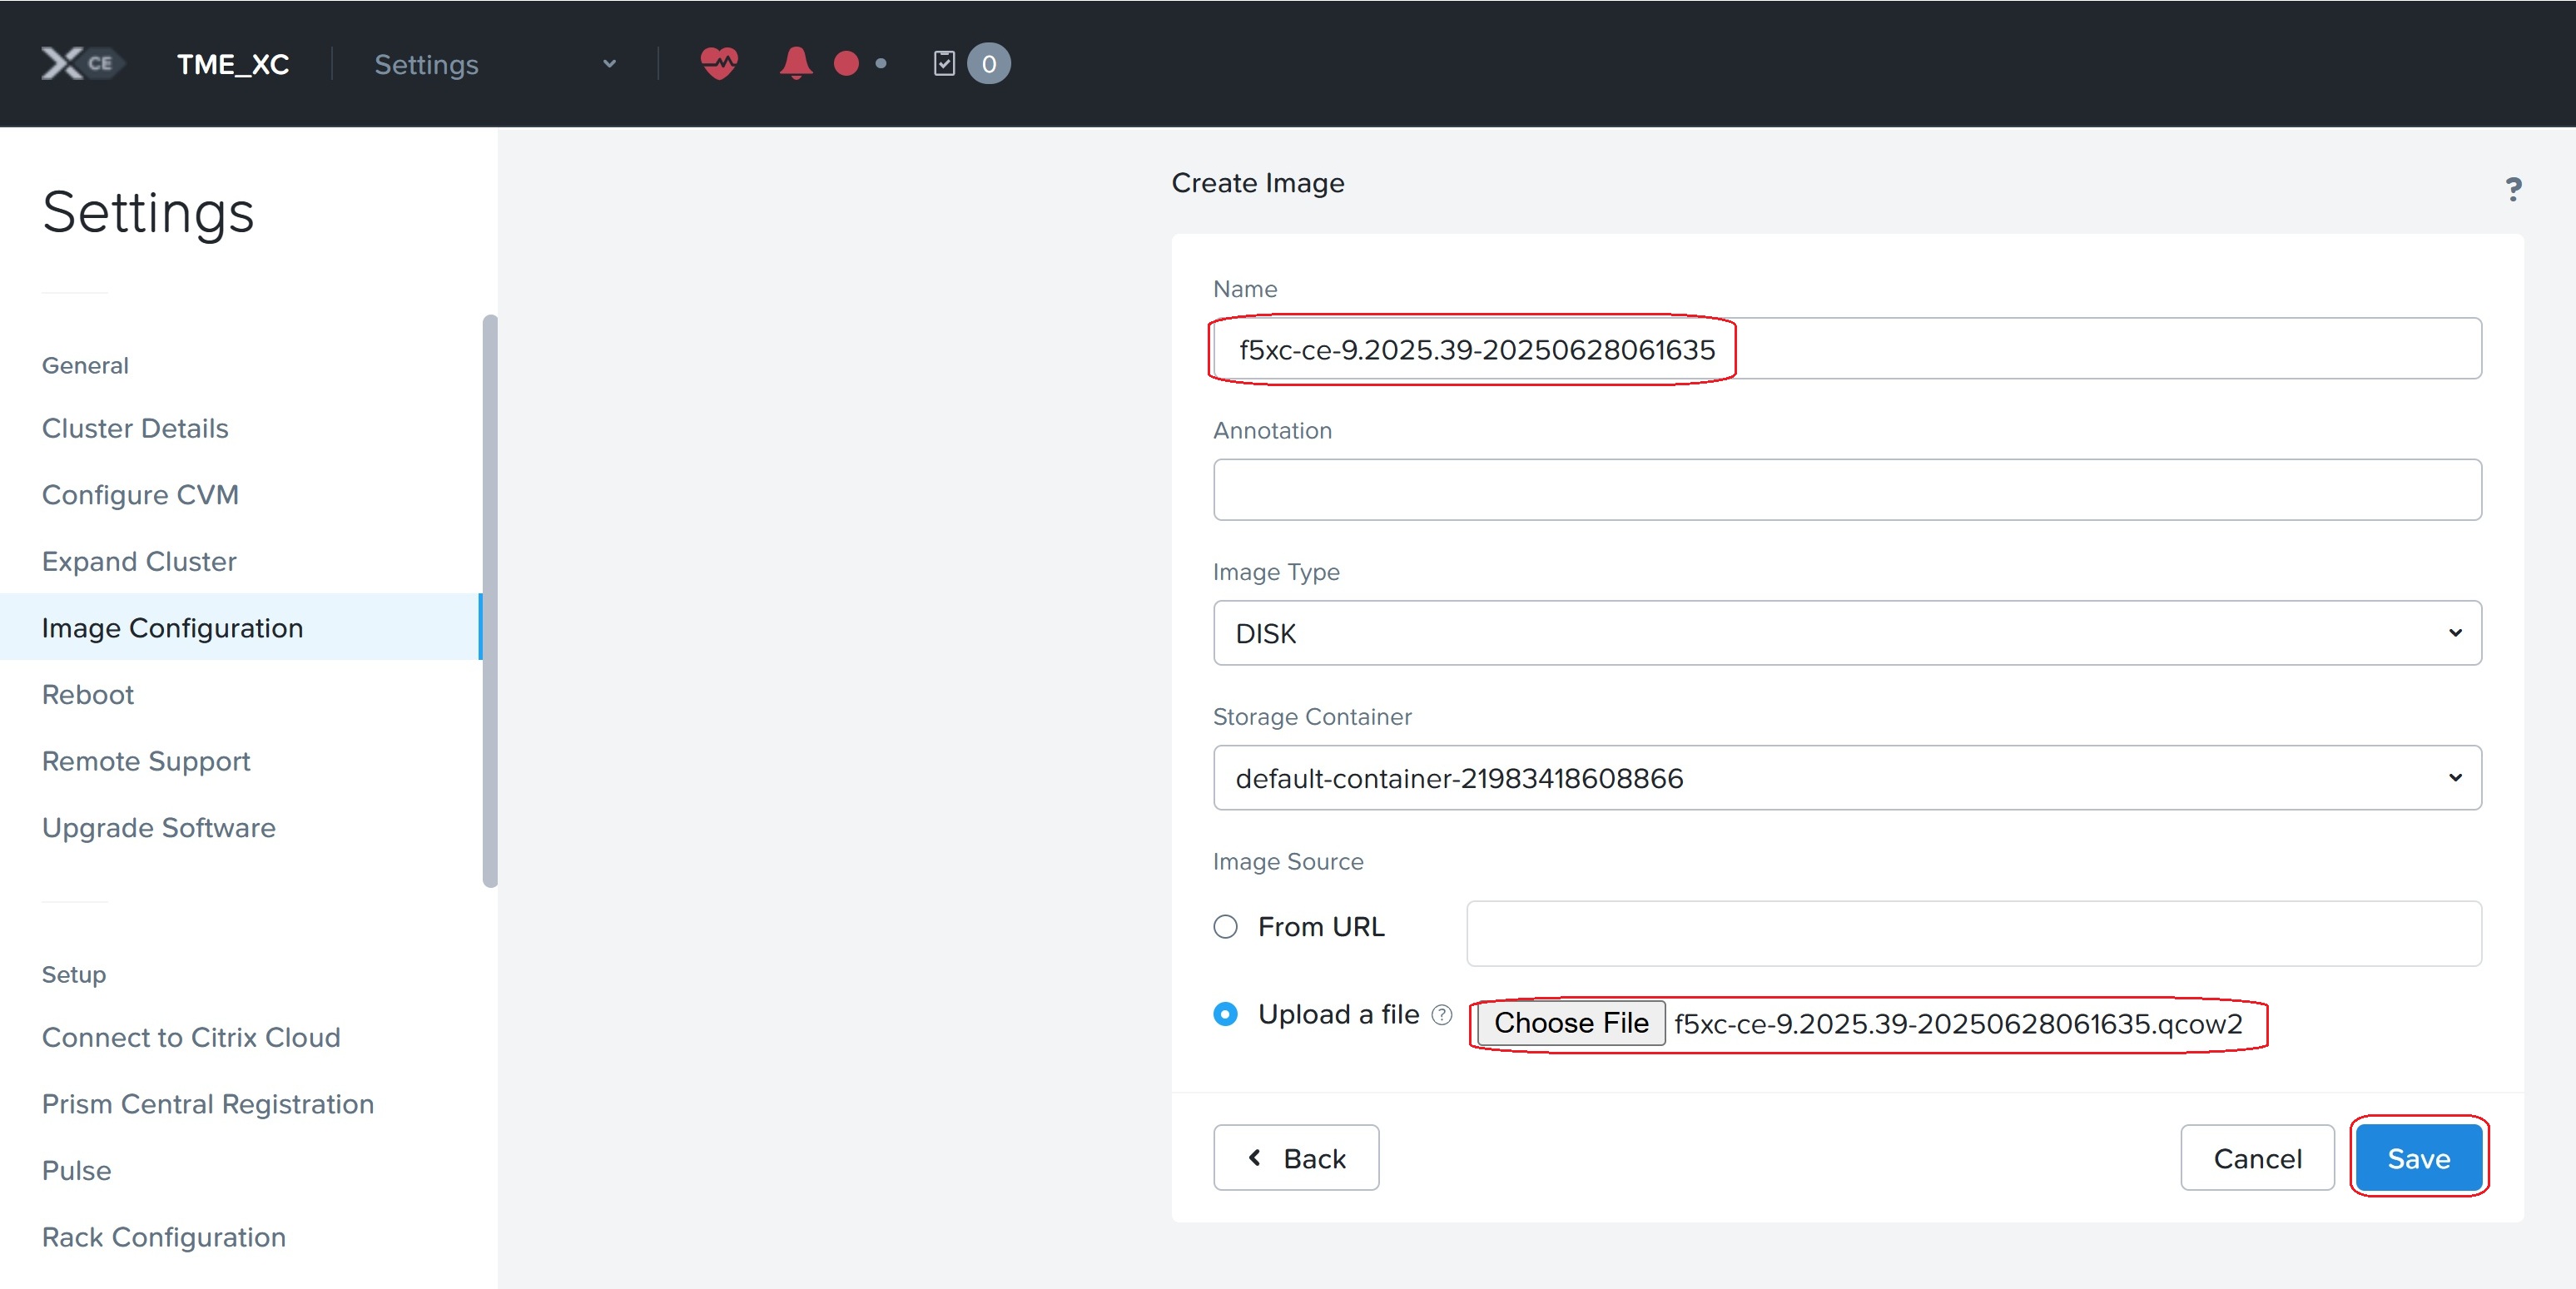 X CE TME_XC Settings 0
Settings
General
Cluster Details
Configure CVM
Expand Cluster
Image Configuration
Reboot
Remote Support
Upgrade Software
Setup
Connect to Citrix Cloud
Prism Central Registration
Pulse
Rack Configuration
Create Image ?
Name
f5xc-ce-9.2025.39-20250628061635
Annotation
Image Type
DISK
Storage Container
default-container-21983418608866
Image Source
From URL
Upload a file ? Choose File f5xc-ce-9.2025.39-20250628061635.qcow2
Back Cancel Save